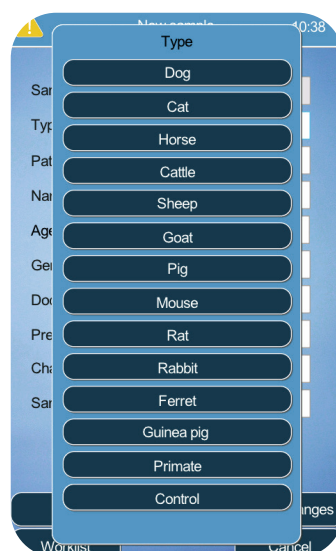 New sample 10:38
Type
Dog
Cat
Horse
Cattle
Sheep
Goat
Pig
Mouse
Rat
Rabbit
Ferret
Guinea pig
Primate
Control
Age
Worklist
Cancel